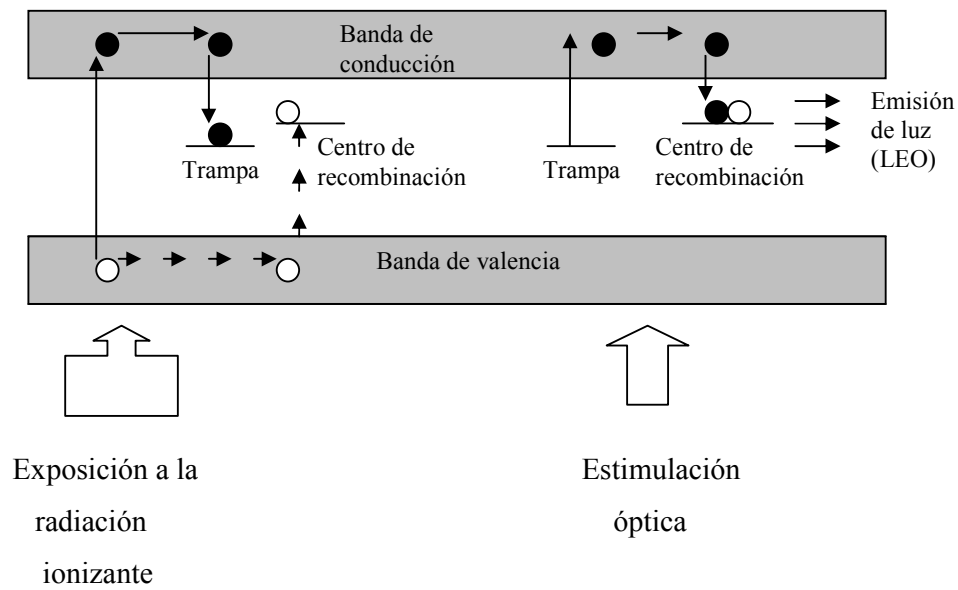 Banda de
conducción
Emisión
de luz
(LEO)
Trampa
Centro de
recombinación
Trampa
Centro de
recombinación
Banda de valencia
Exposición a la
radiación
ionizante
Estimulación
óptica